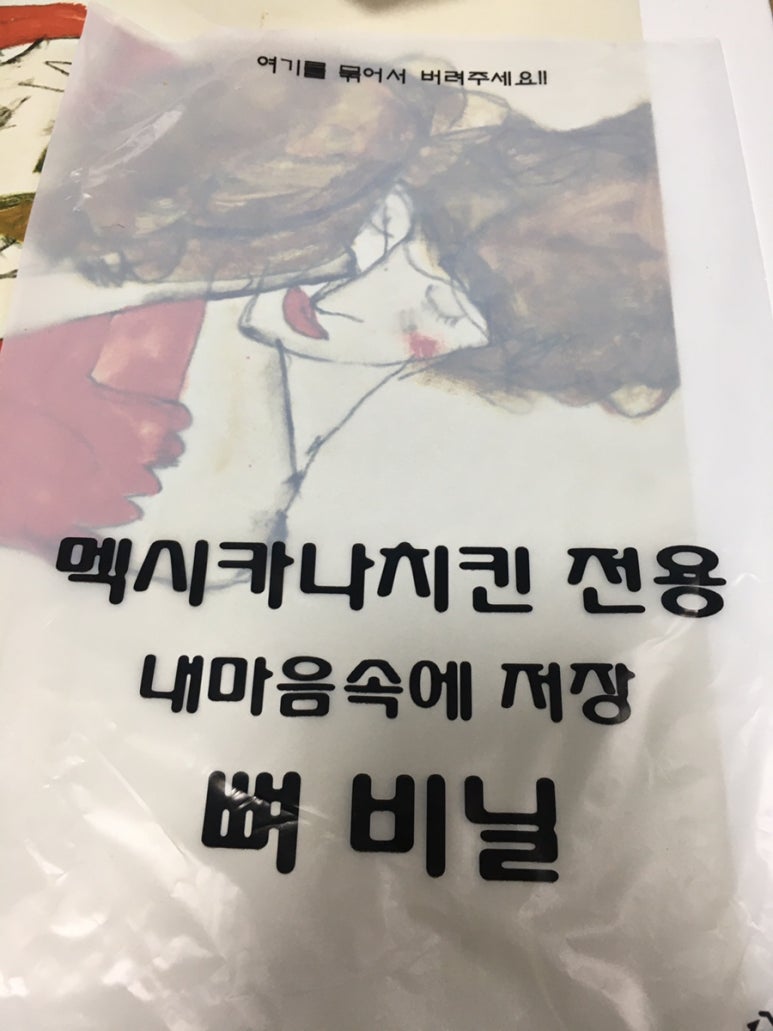 여기를 묶어서 버려주세요!!
멕시카나치킨 전용
내마음속에 저장
뼈 비닐